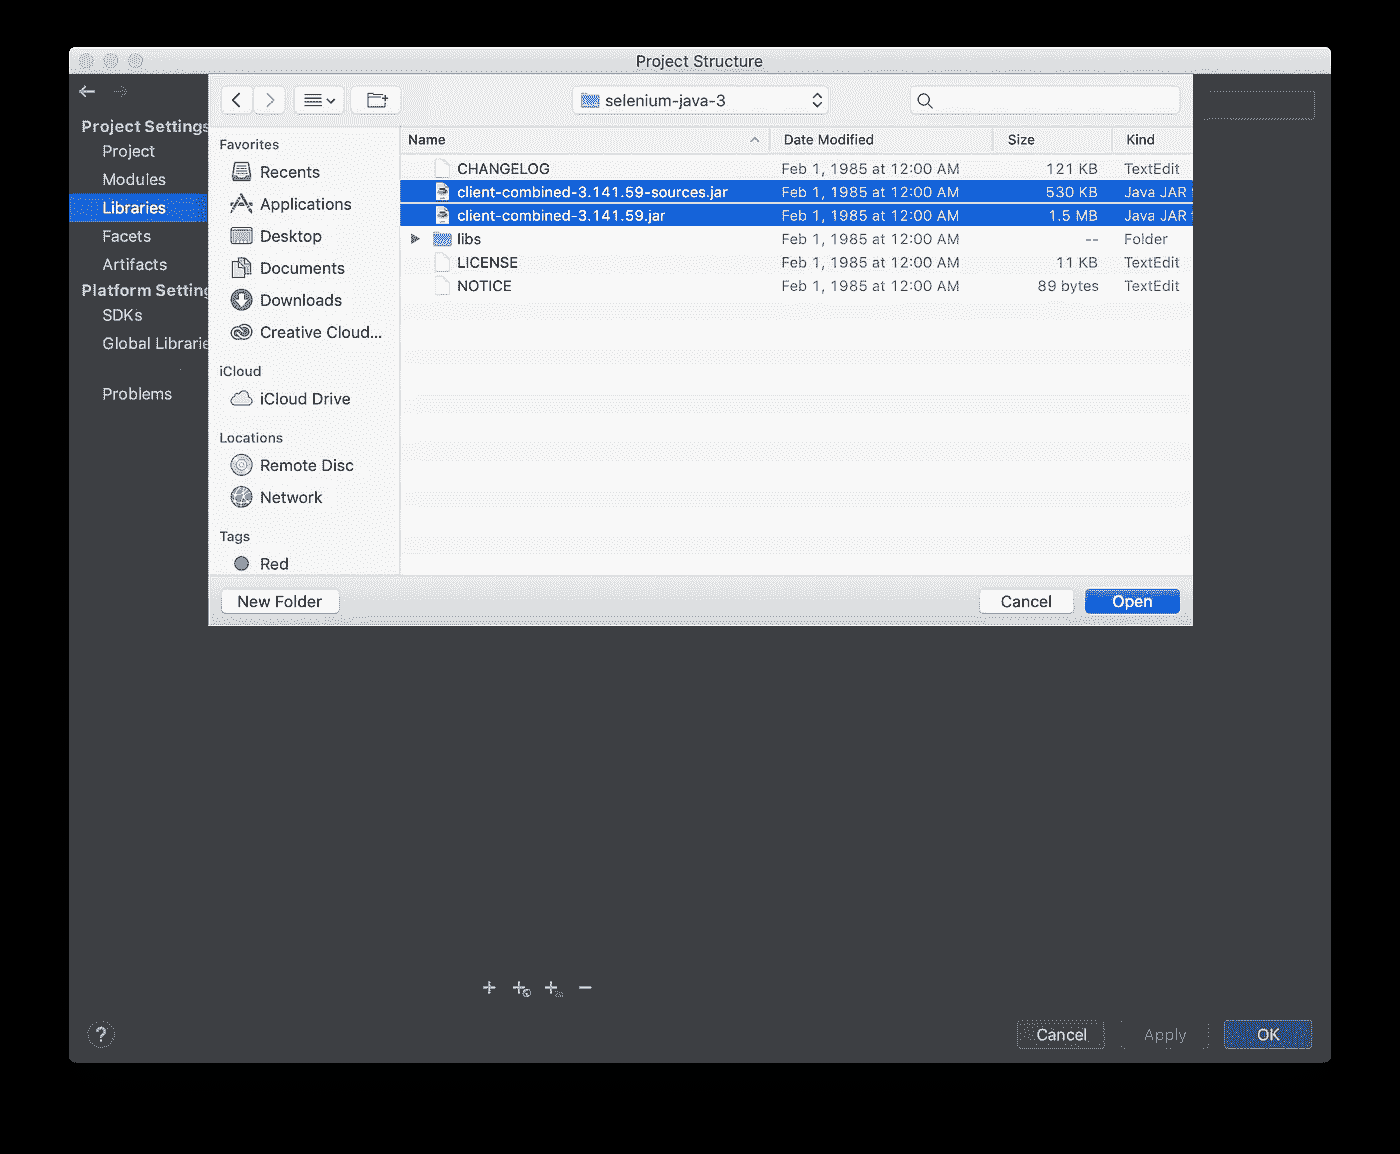 Project Structure
Project Settings
Project
Modules
Libraries
Facets
Artifacts
Platform Setting
SDKs
Global Librarie
Problems
selenium-java-3
Favorites
Recents
Applications
Desktop
Documents
Downloads
Creative Cloud...
iCloud
iCloud Drive
Locations
Remote Disc
Network
Tags
Red
Name Date Modified Size Kind
CHANGELOG Feb 1, 1985 at 12:00 AM 121 KB TextEdit
client-combined-3.141.59-sources.jar Feb 1, 1985 at 12:00 AM 530 KB Java JAR
client-combined-3.141.59.jar Feb 1, 1985 at 12:00 AM 1.5 MB Java JAR
libs Feb 1, 1985 at 12:00 AM -- Folder
LICENSE Feb 1, 1985 at 12:00 AM 11 KB TextEdit
NOTICE Feb 1, 1985 at 12:00 AM 89 bytes TextEdit
New Folder Cancel Open
? Cancel Apply OK